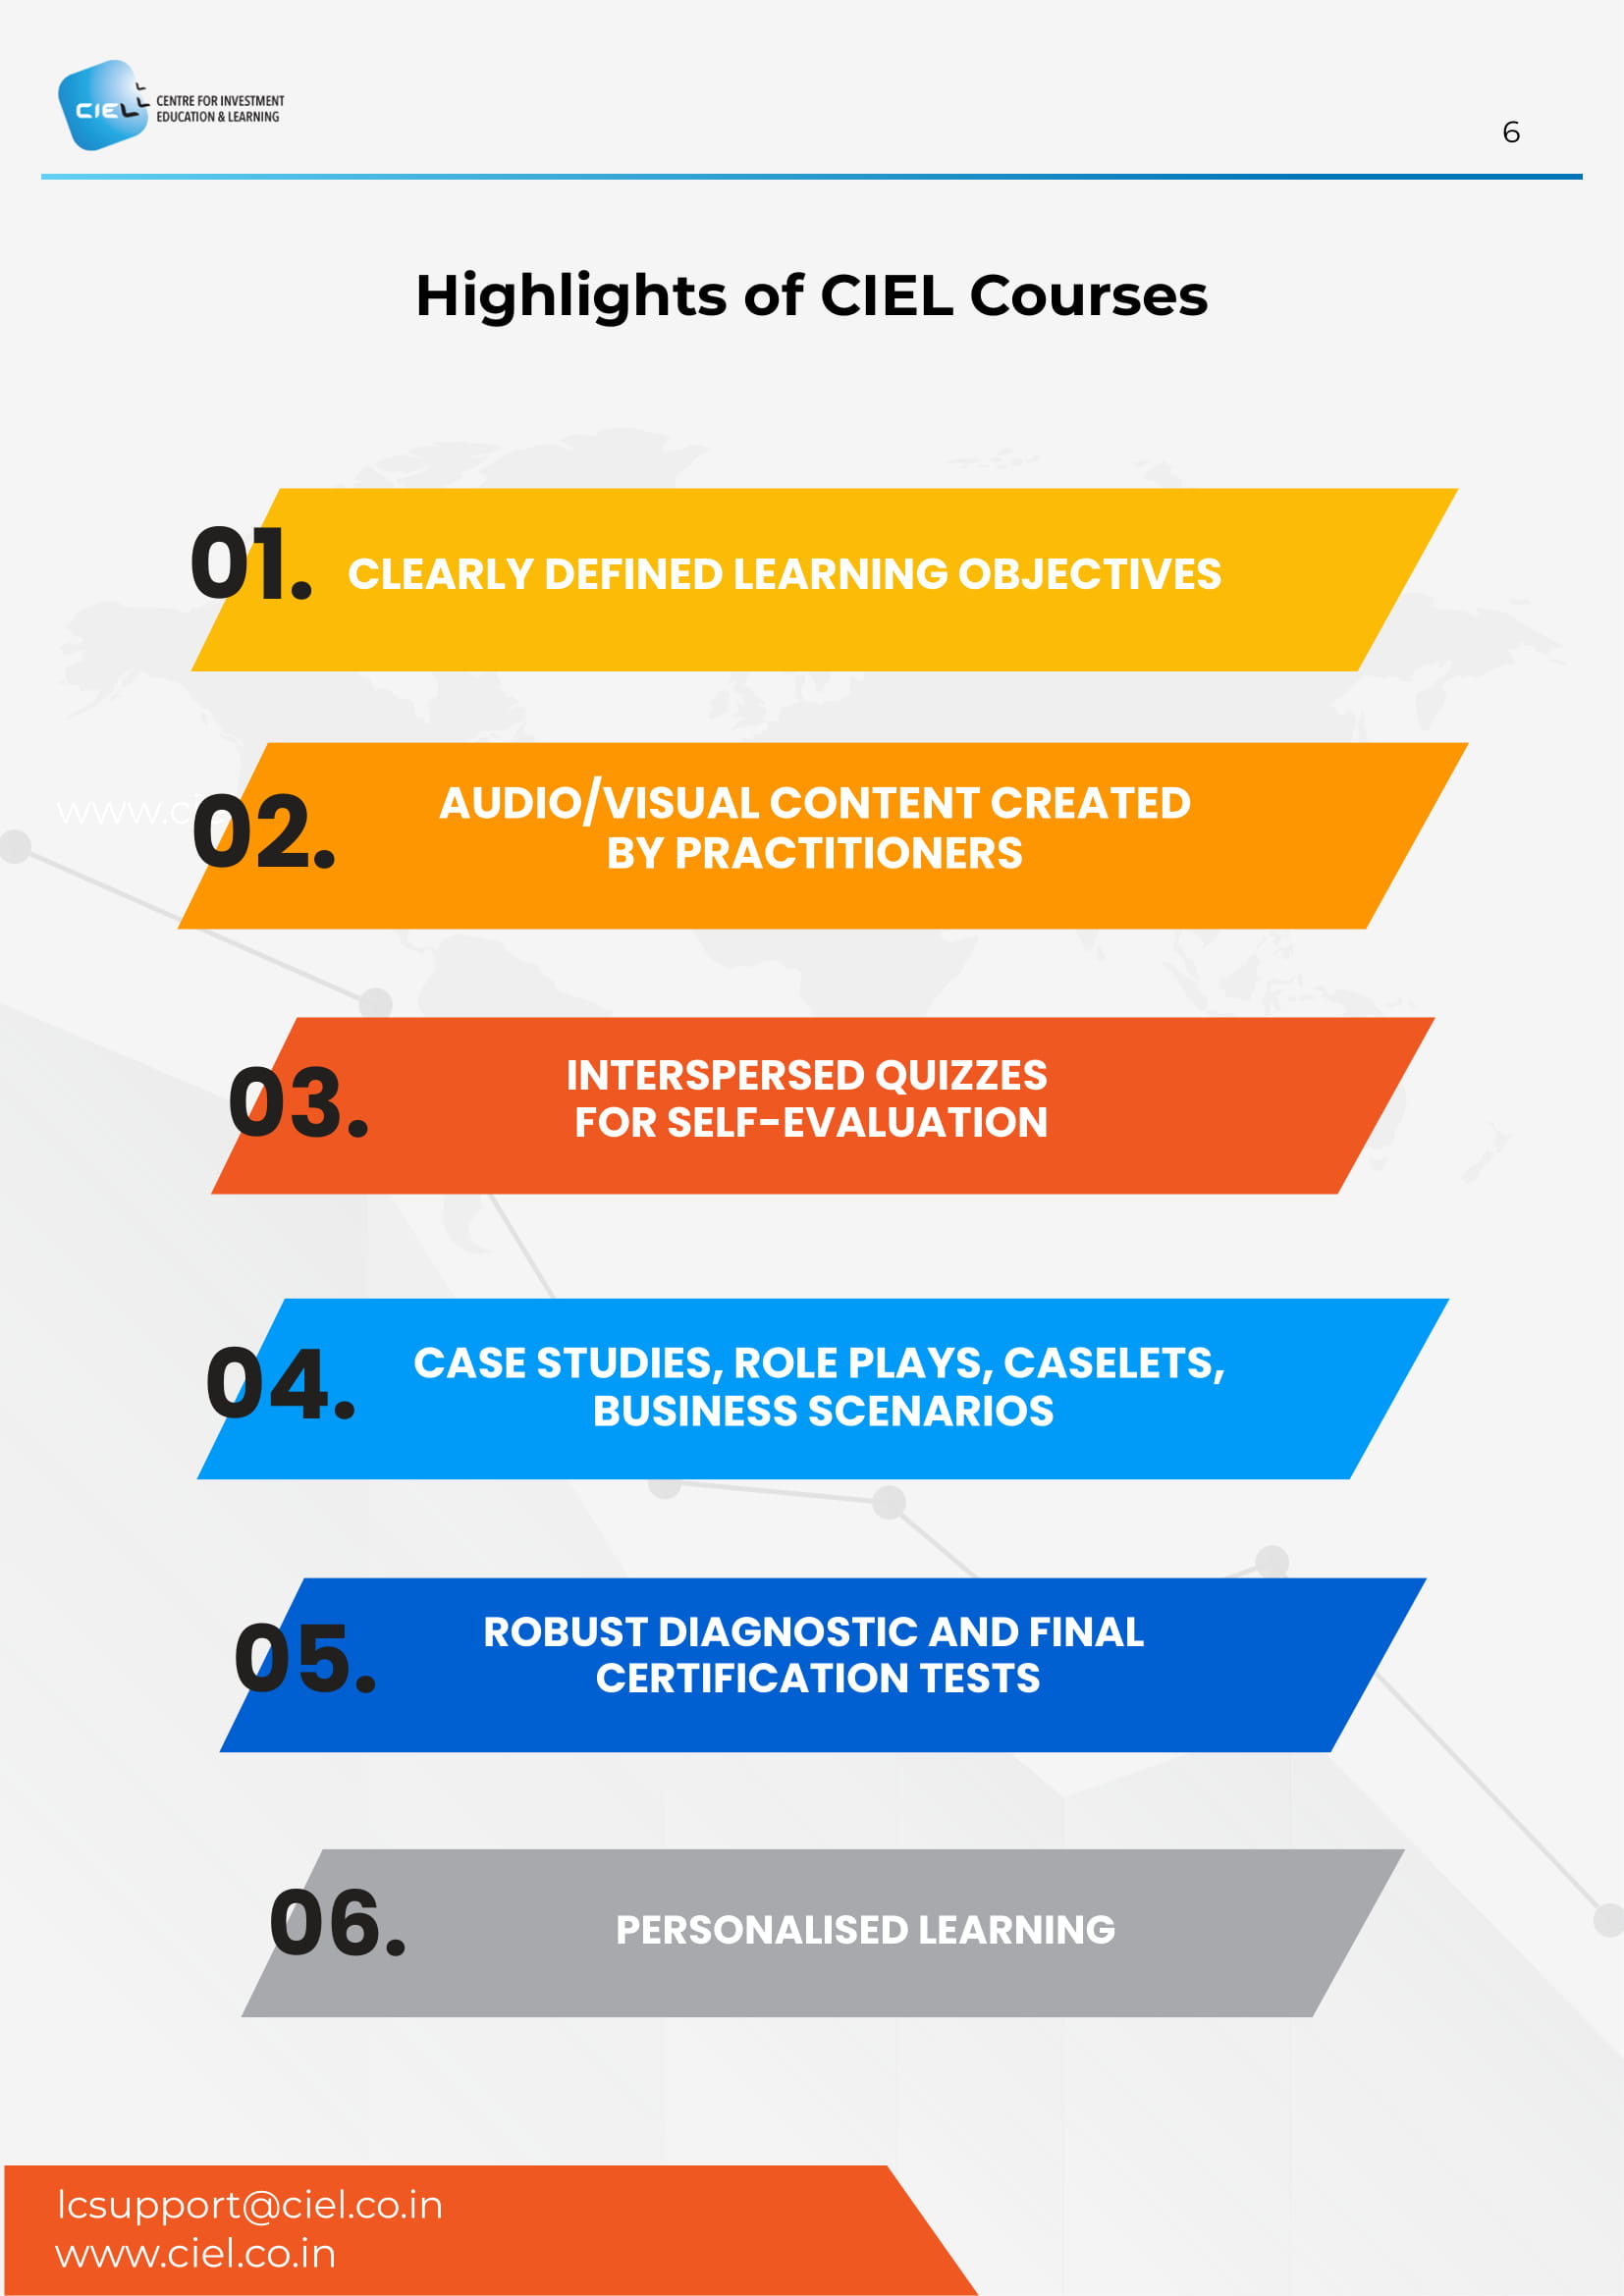 CIEL
CENTRE FOR INVESTMENT
EDUCATION & LEARNING
6
Highlights of CIEL Courses
01.
CLEARLY DEFINED LEARNING OBJECTIVES
02.
AUDIO/VISUAL CONTENT CREATED
BY PRACTITIONERS
03.
INTERSPERSED QUIZZES
FOR SELF-EVALUATION
04.
CASE STUDIES, ROLE PLAYS, CASELETS,
BUSINESS SCENARIOS
05.
ROBUST DIAGNOSTIC AND FINAL
CERTIFICATION TESTS
06.
PERSONALISED LEARNING
lcsupport@ciel.co.in
www.ciel.co.in